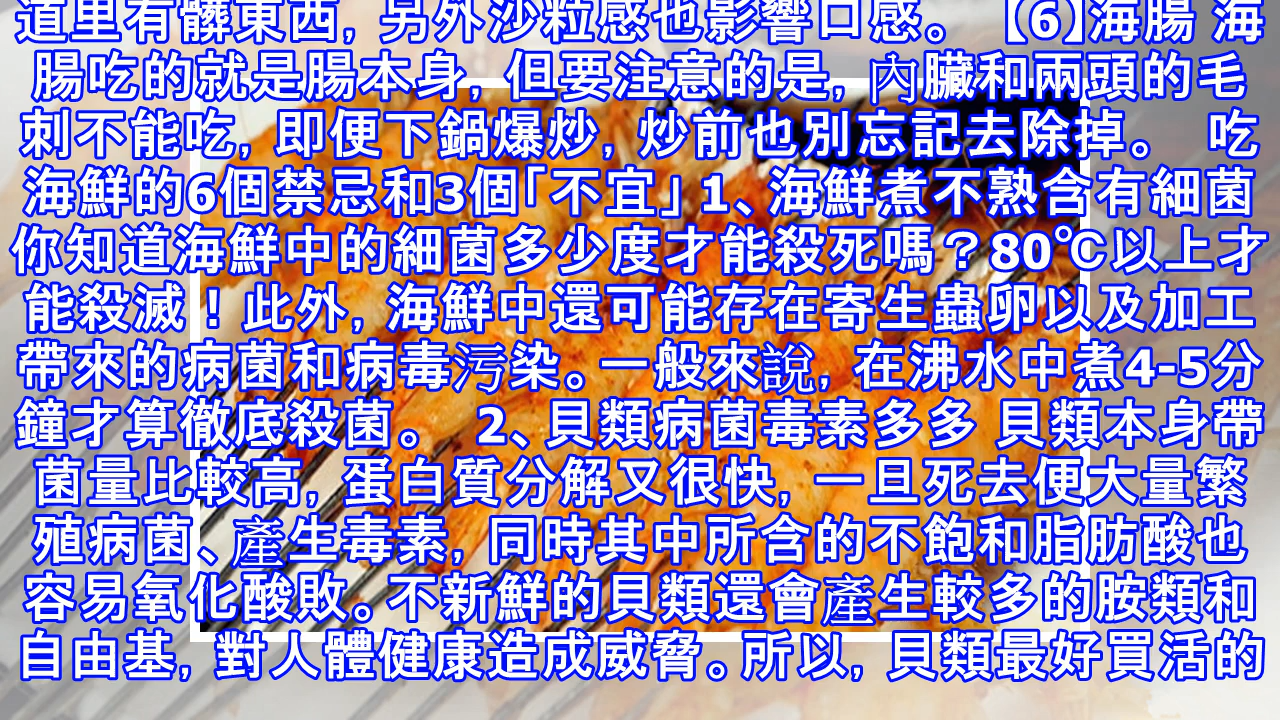 道里有髒東西, 另外沙粒感也影響口感。 【6】海腸 海
腸吃的就是腸本身, 但要注意的是, 內臟和兩頭的毛
刺不能吃, 即便下鍋爆炒, 炒前也別忘記去除掉。 吃
海鮮的6個禁忌和3個「不宜」 1、海鮮煮不熟含有細菌
你知道海鮮中的細菌多少度才能殺死嗎？80℃以上才
能殺滅！此外, 海鮮中還可能存在寄生蟲卵以及加工
帶來的病菌和病毒污染。一般來說, 在沸水中煮4-5分
鐘才算徹底殺菌。 2、貝類病菌毒素多多 貝類本身帶
菌量比較高, 蛋白質分解又很快, 一旦死去便大量繁
殖病菌、產生毒素, 同時其中所含的不飽和脂肪酸也
容易氧化酸敗。不新鮮的貝類還會產生較多的胺類和
自由基, 對人體健康造成威脅。所以, 貝類最好買活的